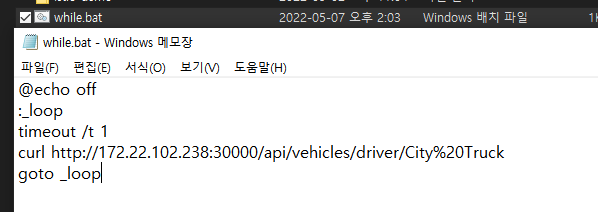 while.bat 2022-05-07 오후 2:03 Windows 배치 파일
while.bat - Windows 메모장
파일(F) 편집(E) 서식(O) 보기(V) 도움말(H)
@echo off
:_loop
timeout /t 1
curl http://172.22.102.238:30000/api/vehicles/driver/City%20Truck
goto _loop